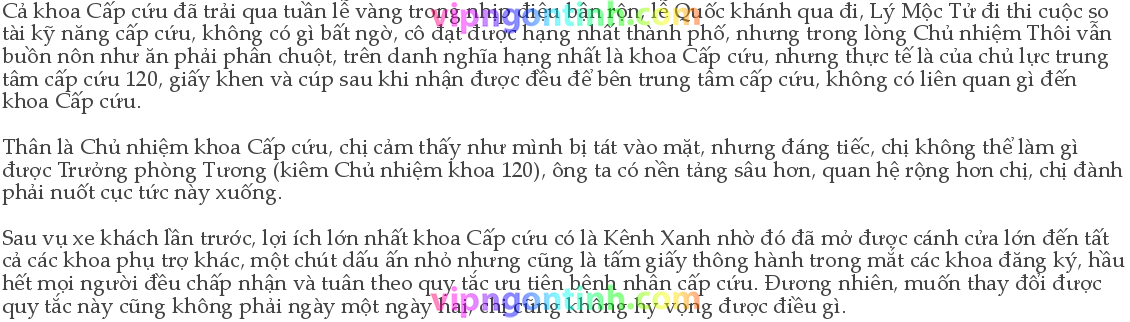 Cả khoa Cấp cứu đã trải qua tuần lễ vàng trong nhịp điệu bận rộn, lễ Quốc khánh qua đi, Lý Mộc Tử đi thi cuộc so
tài kỹ năng cấp cứu, không có gì bất ngờ, cô đạt được hạng nhất thành phố, nhưng trong lòng Chủ nhiệm Thôi vẫn
buồn nôn như ăn phải phân chuột, trên danh nghĩa hạng nhất là khoa Cấp cứu, nhưng thực tế là của chủ lực trung
tâm cấp cứu 120, giấy khen và cúp sau khi nhận được đều để bên trung tâm cấp cứu, không có liên quan gì đến
khoa Cấp cứu.
Thân là Chủ nhiệm khoa Cấp cứu, chị cảm thấy như mình bị tát vào mặt, nhưng đáng tiếc, chị không thể làm gì
được Trưởng phòng Tương (kiêm Chủ nhiệm khoa 120), ông ta có nền tảng sâu hơn, quan hệ rộng hơn chị, chị đành
phải nuốt cục tức này xuống.
Sau vụ xe khách lần trước, lợi ích lớn nhất khoa Cấp cứu có là Kênh Xanh nhờ đó đã mở được cánh cửa lớn đến tất
cả các khoa phụ trợ khác, một chút dấu ấn nhỏ nhưng cũng là tấm giấy thông hành trong mắt các khoa đăng ký, hầu
hết mọi người đều chấp nhận và tuân theo quy tắc ưu tiên bệnh nhân cấp cứu. Đương nhiên, muốn thay đổi được
quy tắc này cũng không phải ngày một ngày hai, chị cũng không hy vọng được điều gì.
vipngontinh.com
vipngontinh.com